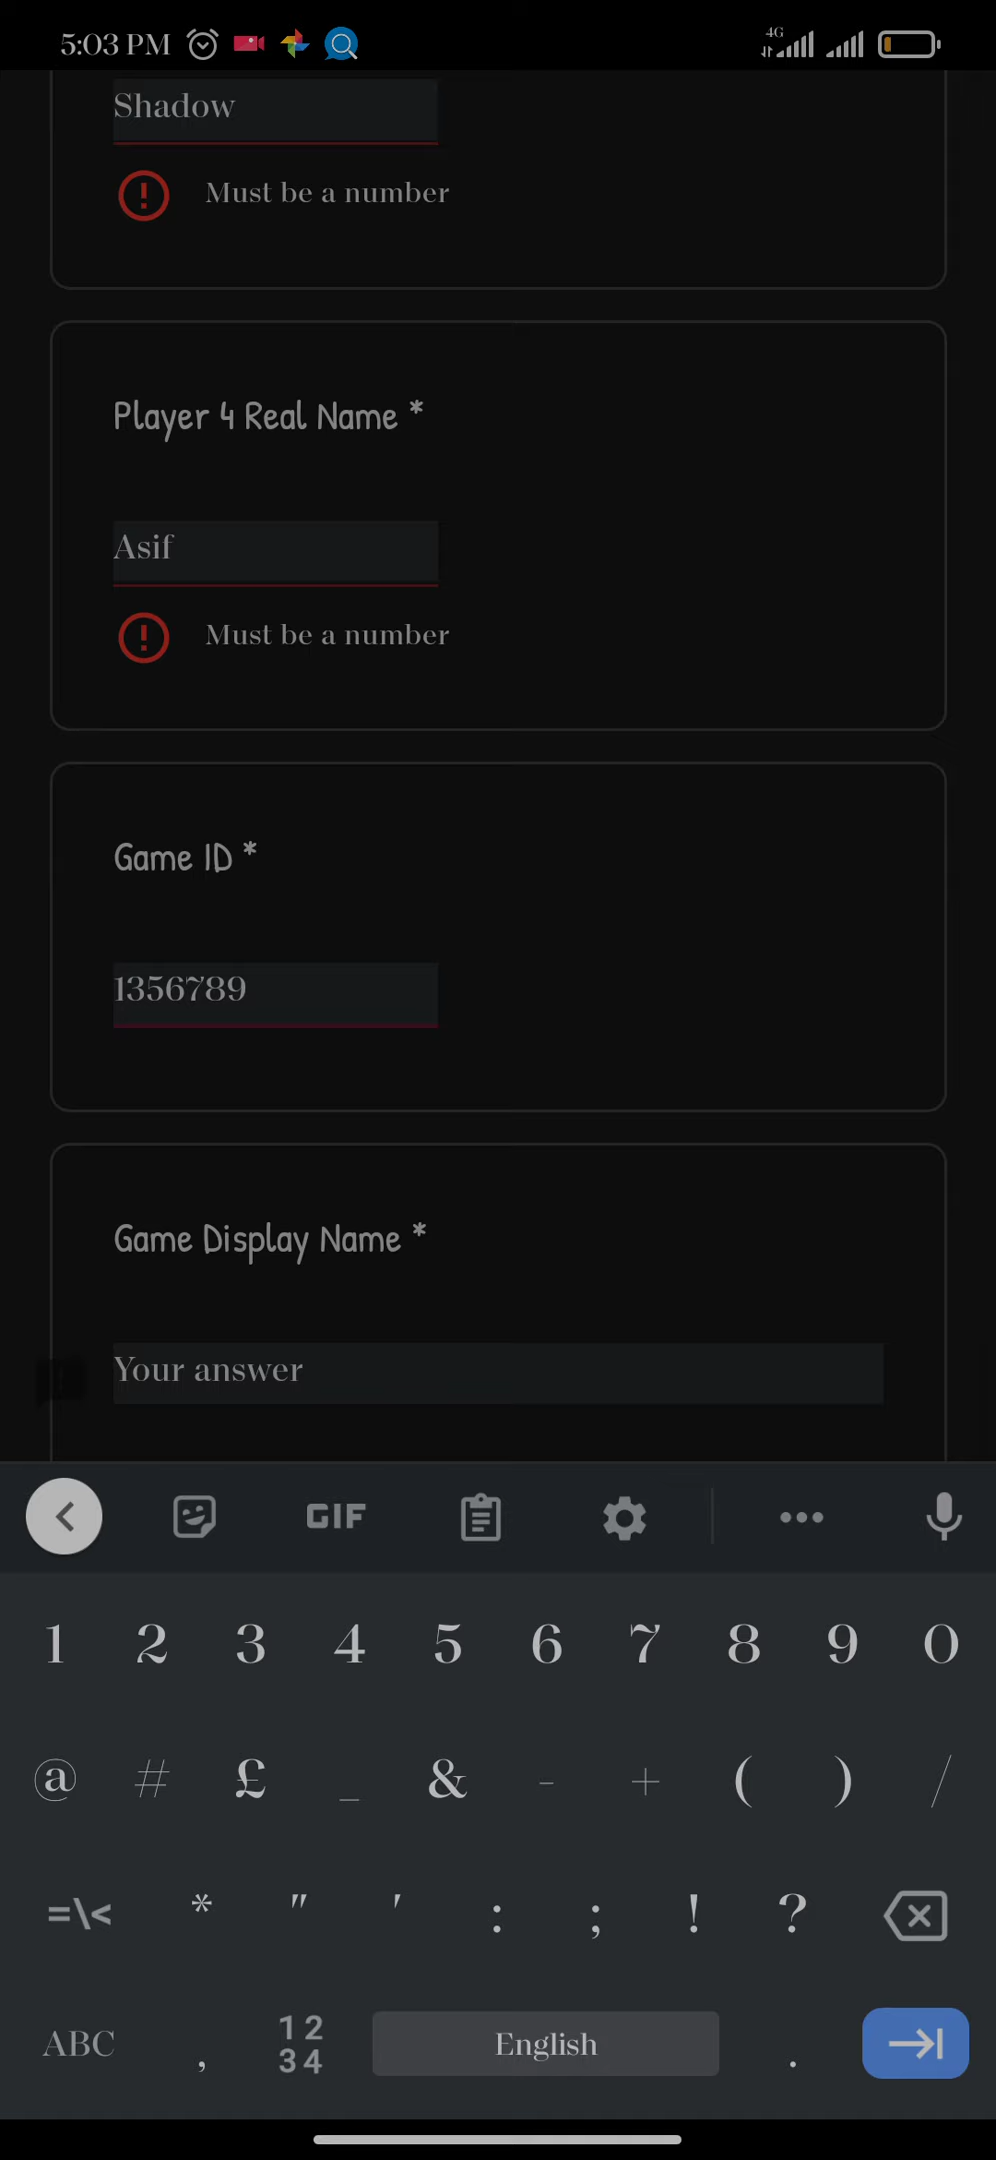 5:03 PM
4G
Shadow
Must be a number
Player 4 Real Name *
Asif
Must be a number
Game ID *
1356789
Game Display Name *
Your answer
GIF
1 2 3 4 5 6 7 8 9 0
@ # £ _ & - + ( ) /
=\< * " ' : ; ! ?
ABC , 12 34 English .